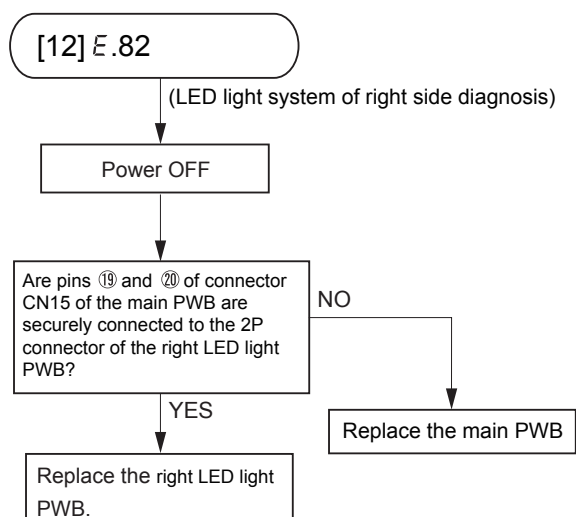 [12] E.82
(LED light system of right side diagnosis)
Power OFF
Are pins ⑲ and ⑳ of connector
CN15 of the main PWB are
securely connected to the 2P
connector of the right LED light
PWB?
NO
YES
Replace the main PWB
Replace the right LED light
PWB.